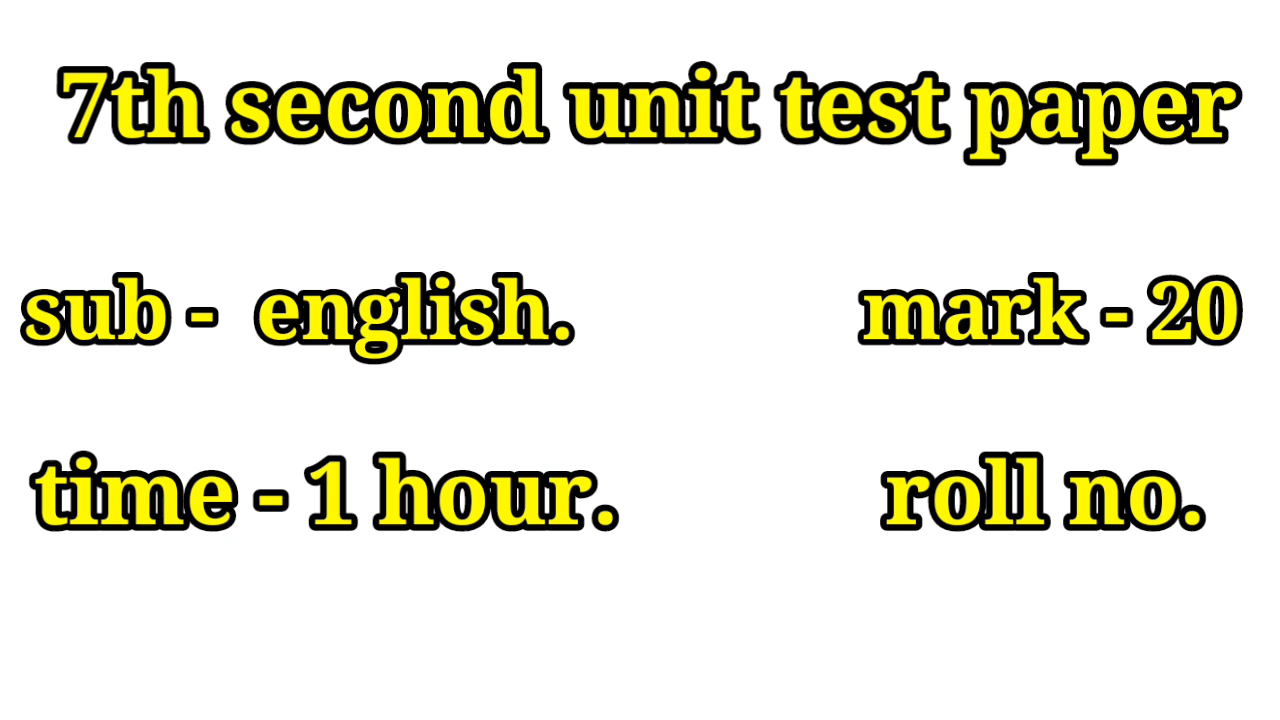 7th second unit test paper
sub - english. mark - 20
time - 1 hour. roll no.